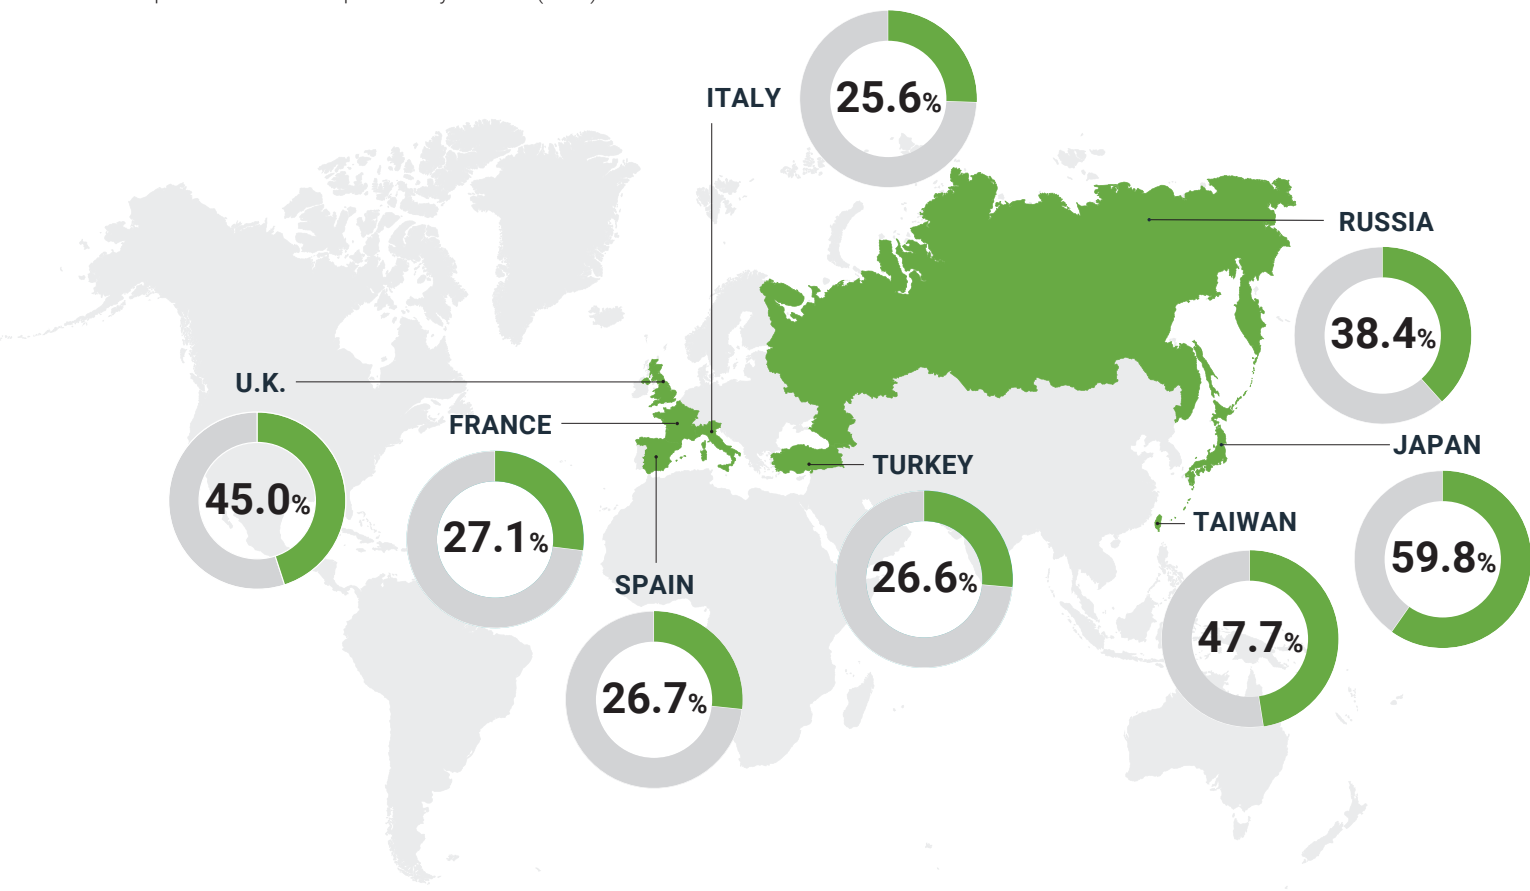 ITALY
25.6%
RUSSIA
38.4%
U.K.
45.0%
FRANCE
27.1%
JAPAN
59.8%
TURKEY
26.6%
TAIWAN
47.7%
SPAIN
26.7%